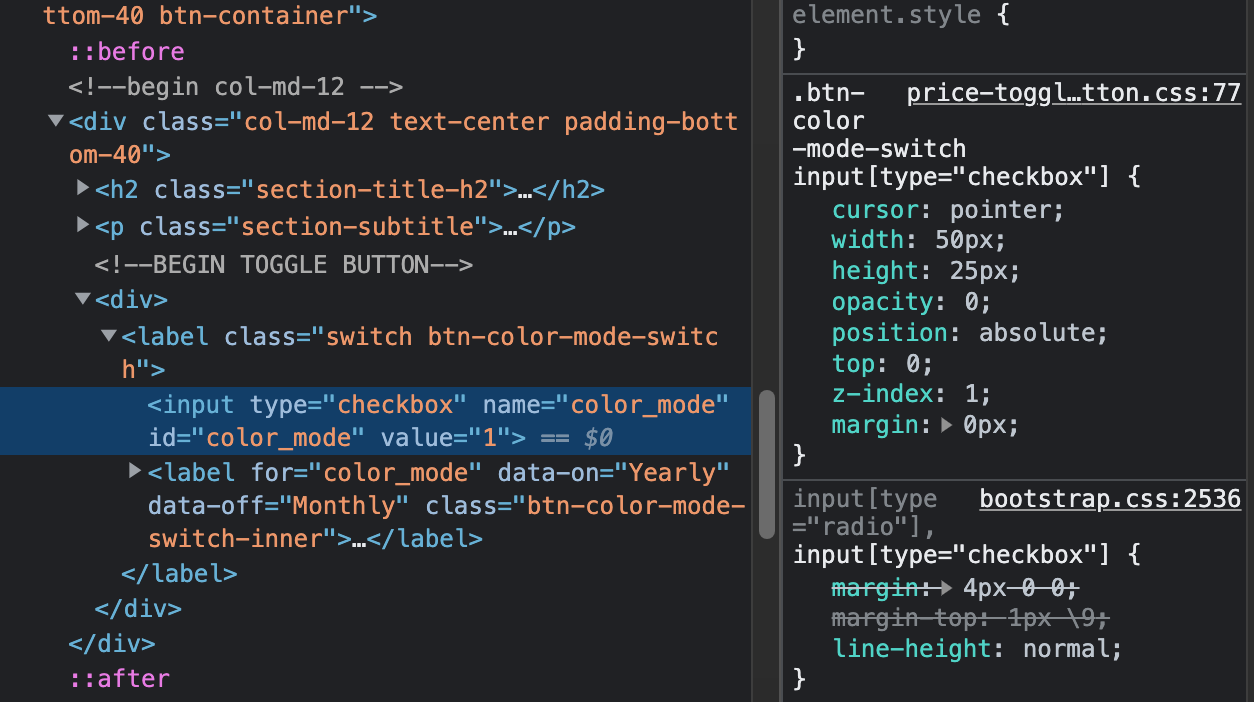 ttom-40 btn-container">
::before
<!--begin col-md-12 -->
<div class="col-md-12 text-center padding-bott
om-40">
<h2 class="section-title-h2">…</h2>
<p class="section-subtitle">…</p>
<!--BEGIN TOGGLE BUTTON-->
<div>
<label class="switch btn-color-mode-switc
h">
<input type="checkbox" name="color_mode"
id="color_mode" value="1"> == $0
<label for="color_mode" data-on="Yearly"
data-off="Monthly" class="btn-color-mode-
switch-inner">…</label>
</label>
</div>
</div>
::after
element.style {
}
.btn- price-toggl…tton.css:77
color
-mode-switch
input[type="checkbox"] {
cursor: pointer;
width: 50px;
height: 25px;
opacity: 0;
position: absolute;
top: 0;
z-index: 1;
margin: 0px;
}
input[type bootstrap.css:2536
="radio"],
input[type="checkbox"] {
margin: 4px 0 0;
margin-top: 1px \9;
line-height: normal;
}